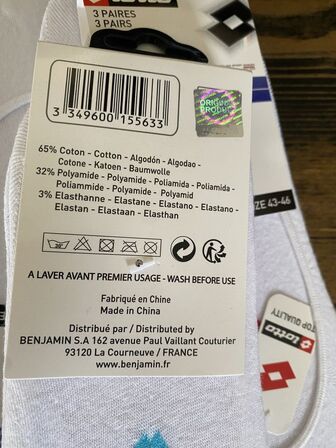 lotto
3 PAIRES
3 PAIRS
ORIGINAL
PRODUCT
3 349600 155633
65% Coton - Cotton - Algodón - Algodao -
Cotone - Katoen - Baumwolle
32% Polyamide - Polyamide - Poliamida - Poliamida -
Poliammide - Polyamide - Polyamid
3% Elasthanne - Elastane - Elastano - Elastano -
Elastan - Elastaan - Elasthan
30°
A LAVER AVANT PREMIER USAGE - WASH BEFORE USE
Fabriqué en Chine
Made in China
Distribué par / Distributed by
BENJAMIN S.A 162 avenue Paul Vaillant Couturier
93120 La Courneuve / FRANCE
www.benjamin.fr
ZE 43-46
TOP QUALITY
lotto